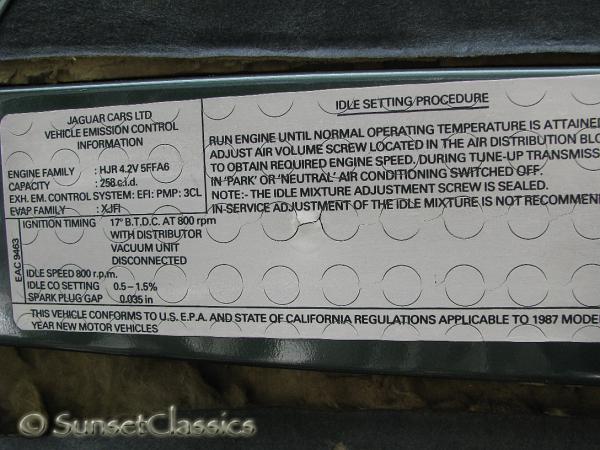 JAGUAR CARS LTD
VEHICLE EMISSION CONTROL
INFORMATION
ENGINE FAMILY : HJR 4.2V 5FFA6
CAPACITY : 258 c.i.d.
EXH. EM. CONTROL SYSTEM: EFI: PMP: 3CL
EVAP FAMILY : XJFI
EAC 9463
IGNITION TIMING 17° B.T.D.C. AT 800 rpm
WITH DISTRIBUTOR
VACUUM UNIT
DISCONNECTED
IDLE SPEED 800 r.p.m.
IDLE CO SETTING 0.5 - 1.5%
SPARK PLUG GAP 0.035 in
IDLE SETTING PROCEDURE
RUN ENGINE UNTIL NORMAL OPERATING TEMPERATURE IS ATTAINED
ADJUST AIR VOLUME SCREW LOCATED IN THE AIR DISTRIBUTION BLO
TO OBTAIN REQUIRED ENGINE SPEED, DURING TUNE-UP TRANSMISS
IN 'PARK' OR 'NEUTRAL' AIR CONDITIONING SWITCHED OFF.
NOTE:- THE IDLE MIXTURE ADJUSTMENT SCREW IS SEALED.
IN-SERVICE ADJUSTMENT OF THE IDLE MIXTURE IS NOT RECOMMEN
THIS VEHICLE CONFORMS TO U.S. E.P.A. AND STATE OF CALIFORNIA REGULATIONS APPLICABLE TO 1987 MODE
YEAR NEW MOTOR VEHICLES
© SunsetClassics